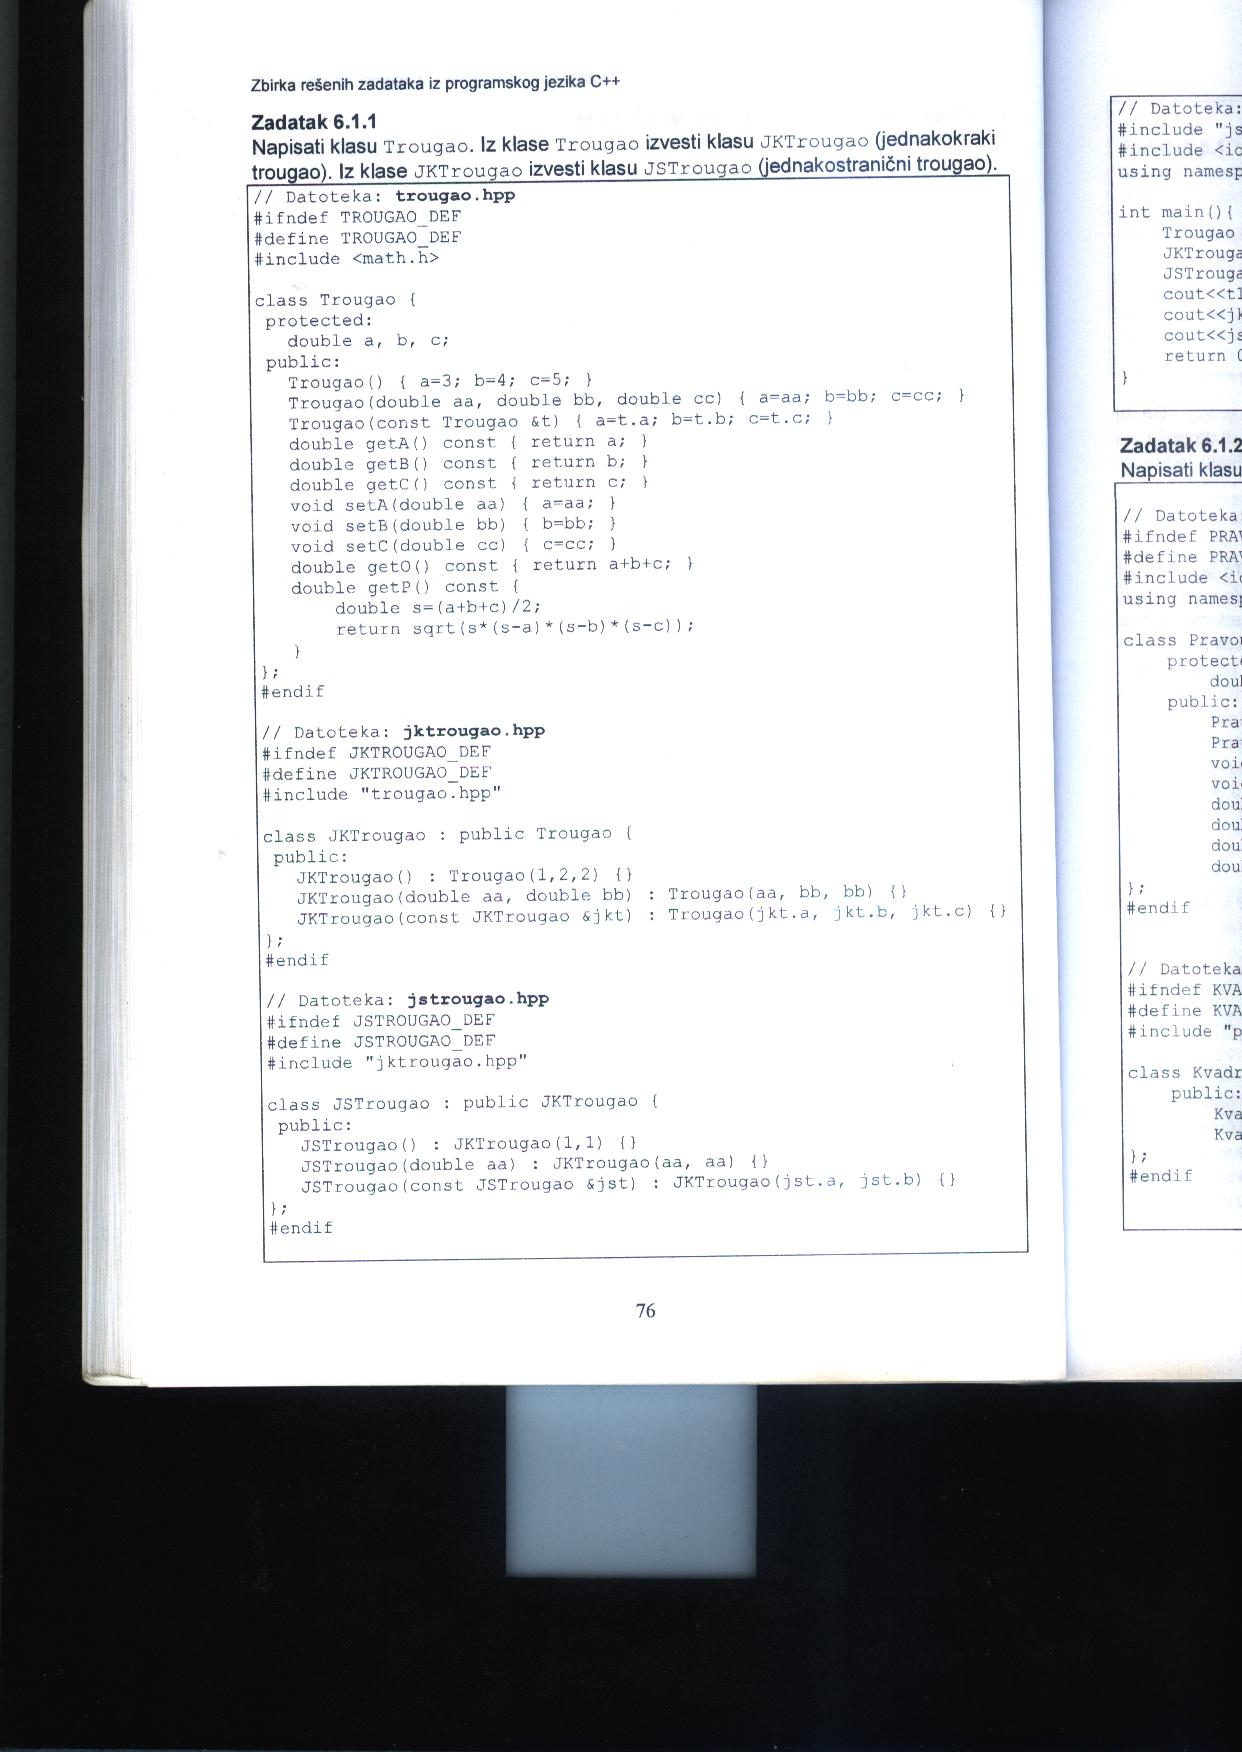 Zbirka rešenih zadataka iz programskog jezika C++
Zadatak 6.1.1
Napisati klasu Trougao. Iz klase Trougao izvesti klasu JKTrougao (jednakokraki
trougao). Iz klase JKTrougao izvesti klasu JSTrougao (jednakostranični trougao).
// Datoteka: trougao.hpp
#ifndef TROUGAO_DEF
#define TROUGAO_DEF
#include <math.h>
class Trougao {
protected:
double a, b, c;
public:
Trougao() { a=3; b=4; c=5; }
Trougao(double aa, double bb, double cc) { a=aa; b=bb; c=cc; }
Trougao(const Trougao &t) { a=t.a; b=t.b; c=t.c; }
double getA() const { return a; }
double getB() const { return b; }
double getC() const { return c; }
void setA(double aa) { a=aa; }
void setB(double bb) { b=bb; }
void setC(double cc) { c=cc; }
double getO() const { return a+b+c; }
double getP() const {
double s=(a+b+c)/2;
return sqrt(s*(s-a)*(s-b)*(s-c));
}
};
#endif
// Datoteka: jktrougao.hpp
#ifndef JKTROUGAO_DEF
#define JKTROUGAO_DEF
#include "trougao.hpp"
class JKTrougao : public Trougao {
public:
JKTrougao() : Trougao(1,2,2) {}
JKTrougao(double aa, double bb) : Trougao(aa, bb, bb) {}
JKTrougao(const JKTrougao &jkt) : Trougao(jkt.a, jkt.b, jkt.c) {}
};
#endif
// Datoteka: jstrougao.hpp
#ifndef JSTROUGAO_DEF
#define JSTROUGAO_DEF
#include "jktrougao.hpp"
class JSTrougao : public JKTrougao {
public:
JSTrougao() : JKTrougao(1,1) {}
JSTrougao(double aa) : JKTrougao(aa, aa) {}
JSTrougao(const JSTrougao &jst) : JKTrougao(jst.a, jst.b) {}
};
#endif
76
// Datoteka:
#include "js
#include <io
using namesp
int main(){
Trougao
JKTrouga
JSTrouga
cout<<t1
cout<<jk
cout<<js
return 0
}
Zadatak 6.1.2
Napisati klasu
// Datoteka
#ifndef PRAV
#define PRAV
#include <io
using names
class Pravo
protect
dou
public:
Pra
Pra
voi
voi
dou
dou
dou
dou
};
#endif
// Datoteka
#ifndef KVA
#define KVA
#include "p
class Kvadr
public:
Kva
Kva
};
#endif